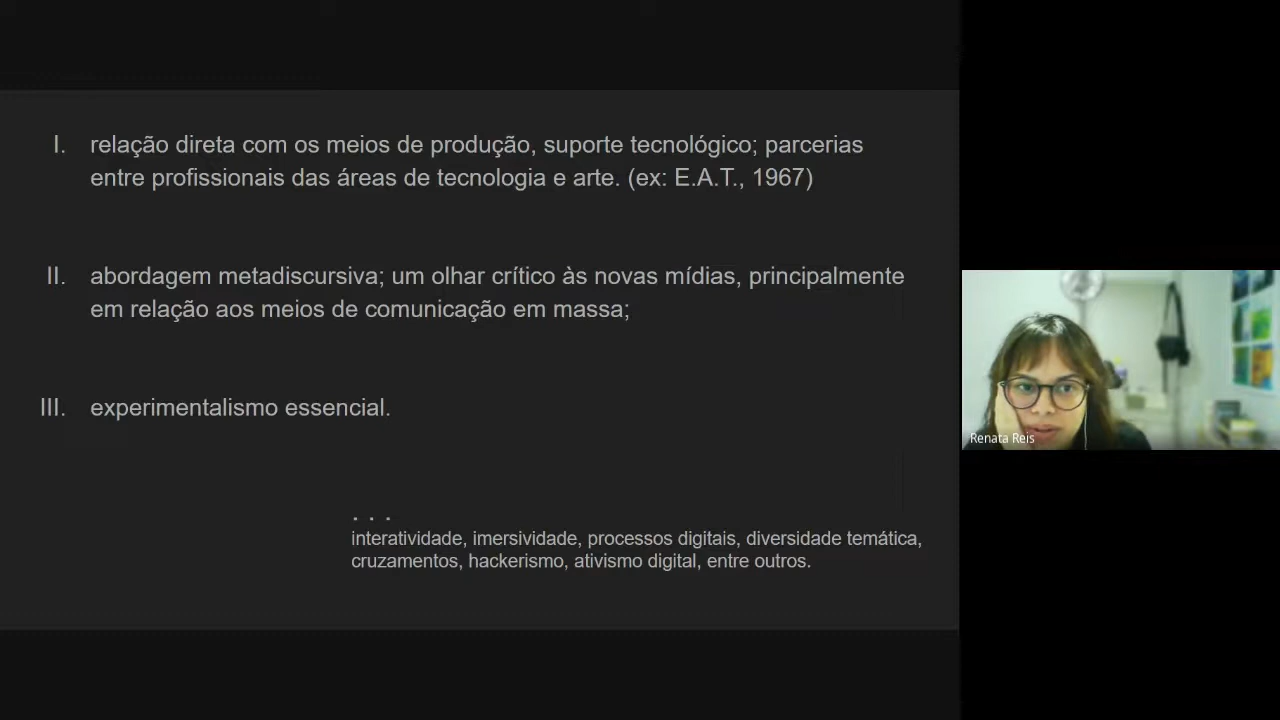 I. relação direta com os meios de produção, suporte tecnológico; parcerias
entre profissionais das áreas de tecnologia e arte. (ex: E.A.T., 1967)
II. abordagem metadiscursiva; um olhar crítico às novas mídias, principalmente
em relação aos meios de comunicação em massa;
III. experimentalismo essencial.
. . .
interatividade, imersividade, processos digitais, diversidade temática,
cruzamentos, hackerismo, ativismo digital, entre outros.
Renata Reis